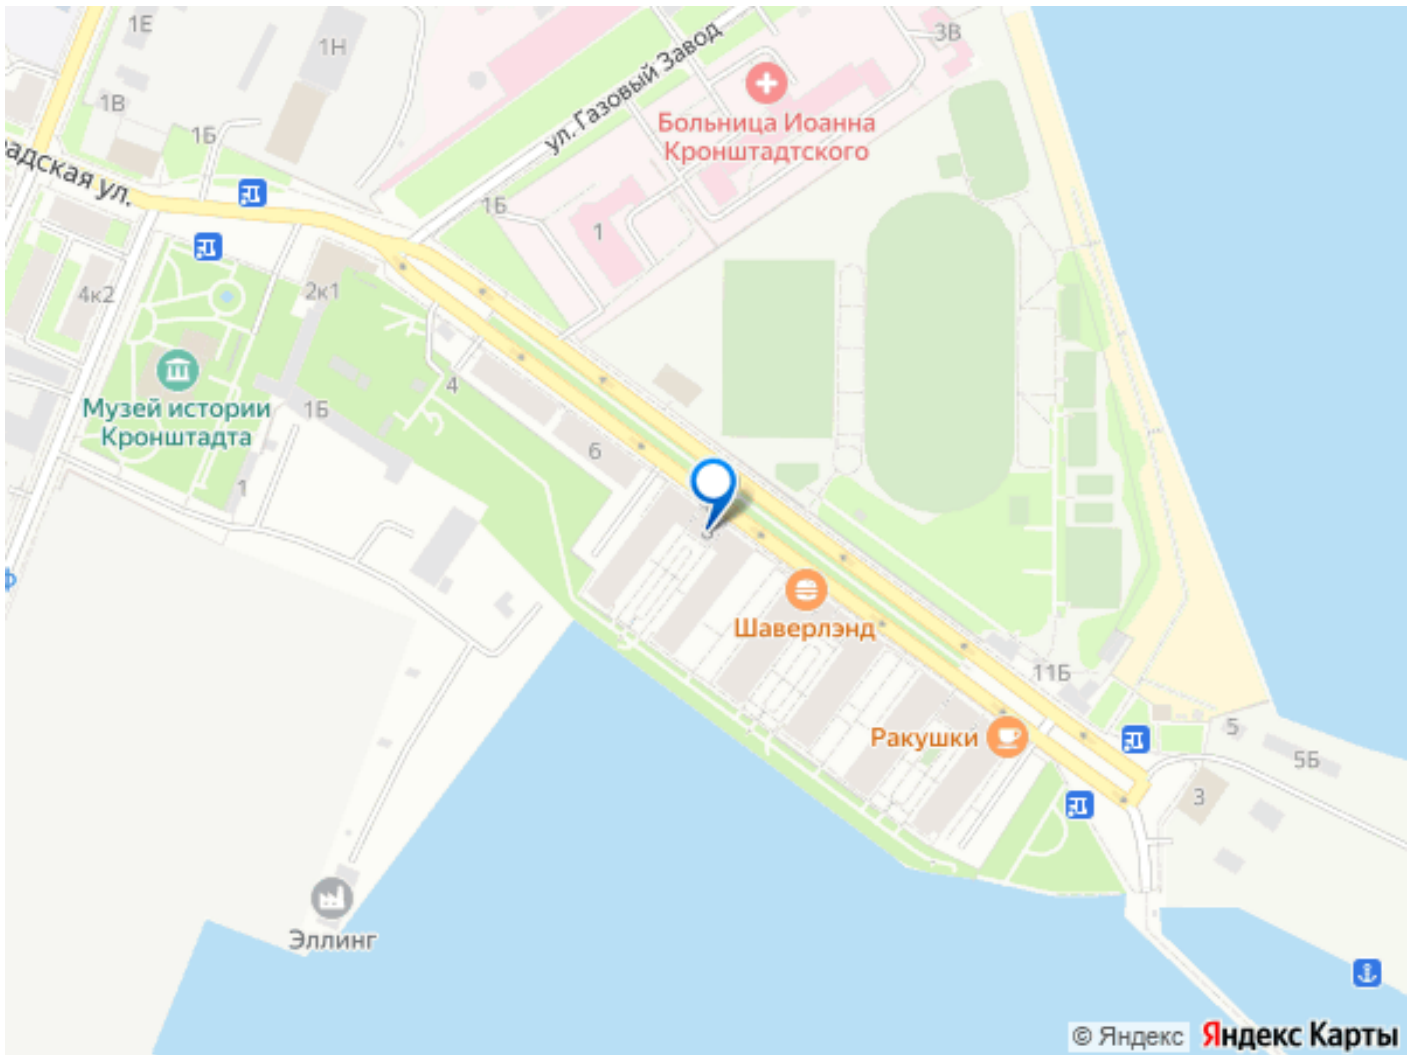 1Е
1Н
3В
1В
1Б
ул. Газовый Завод
Больница Иоанна
Кронштадтского
адская ул.
1Б
1
4к2
2к1
Музей истории
Кронштадта
4
1Б
6
1
Шаверлэнд
11Б
Ракушки
5
5Б
3
Эллинг
© Яндекс Яндекс Карты